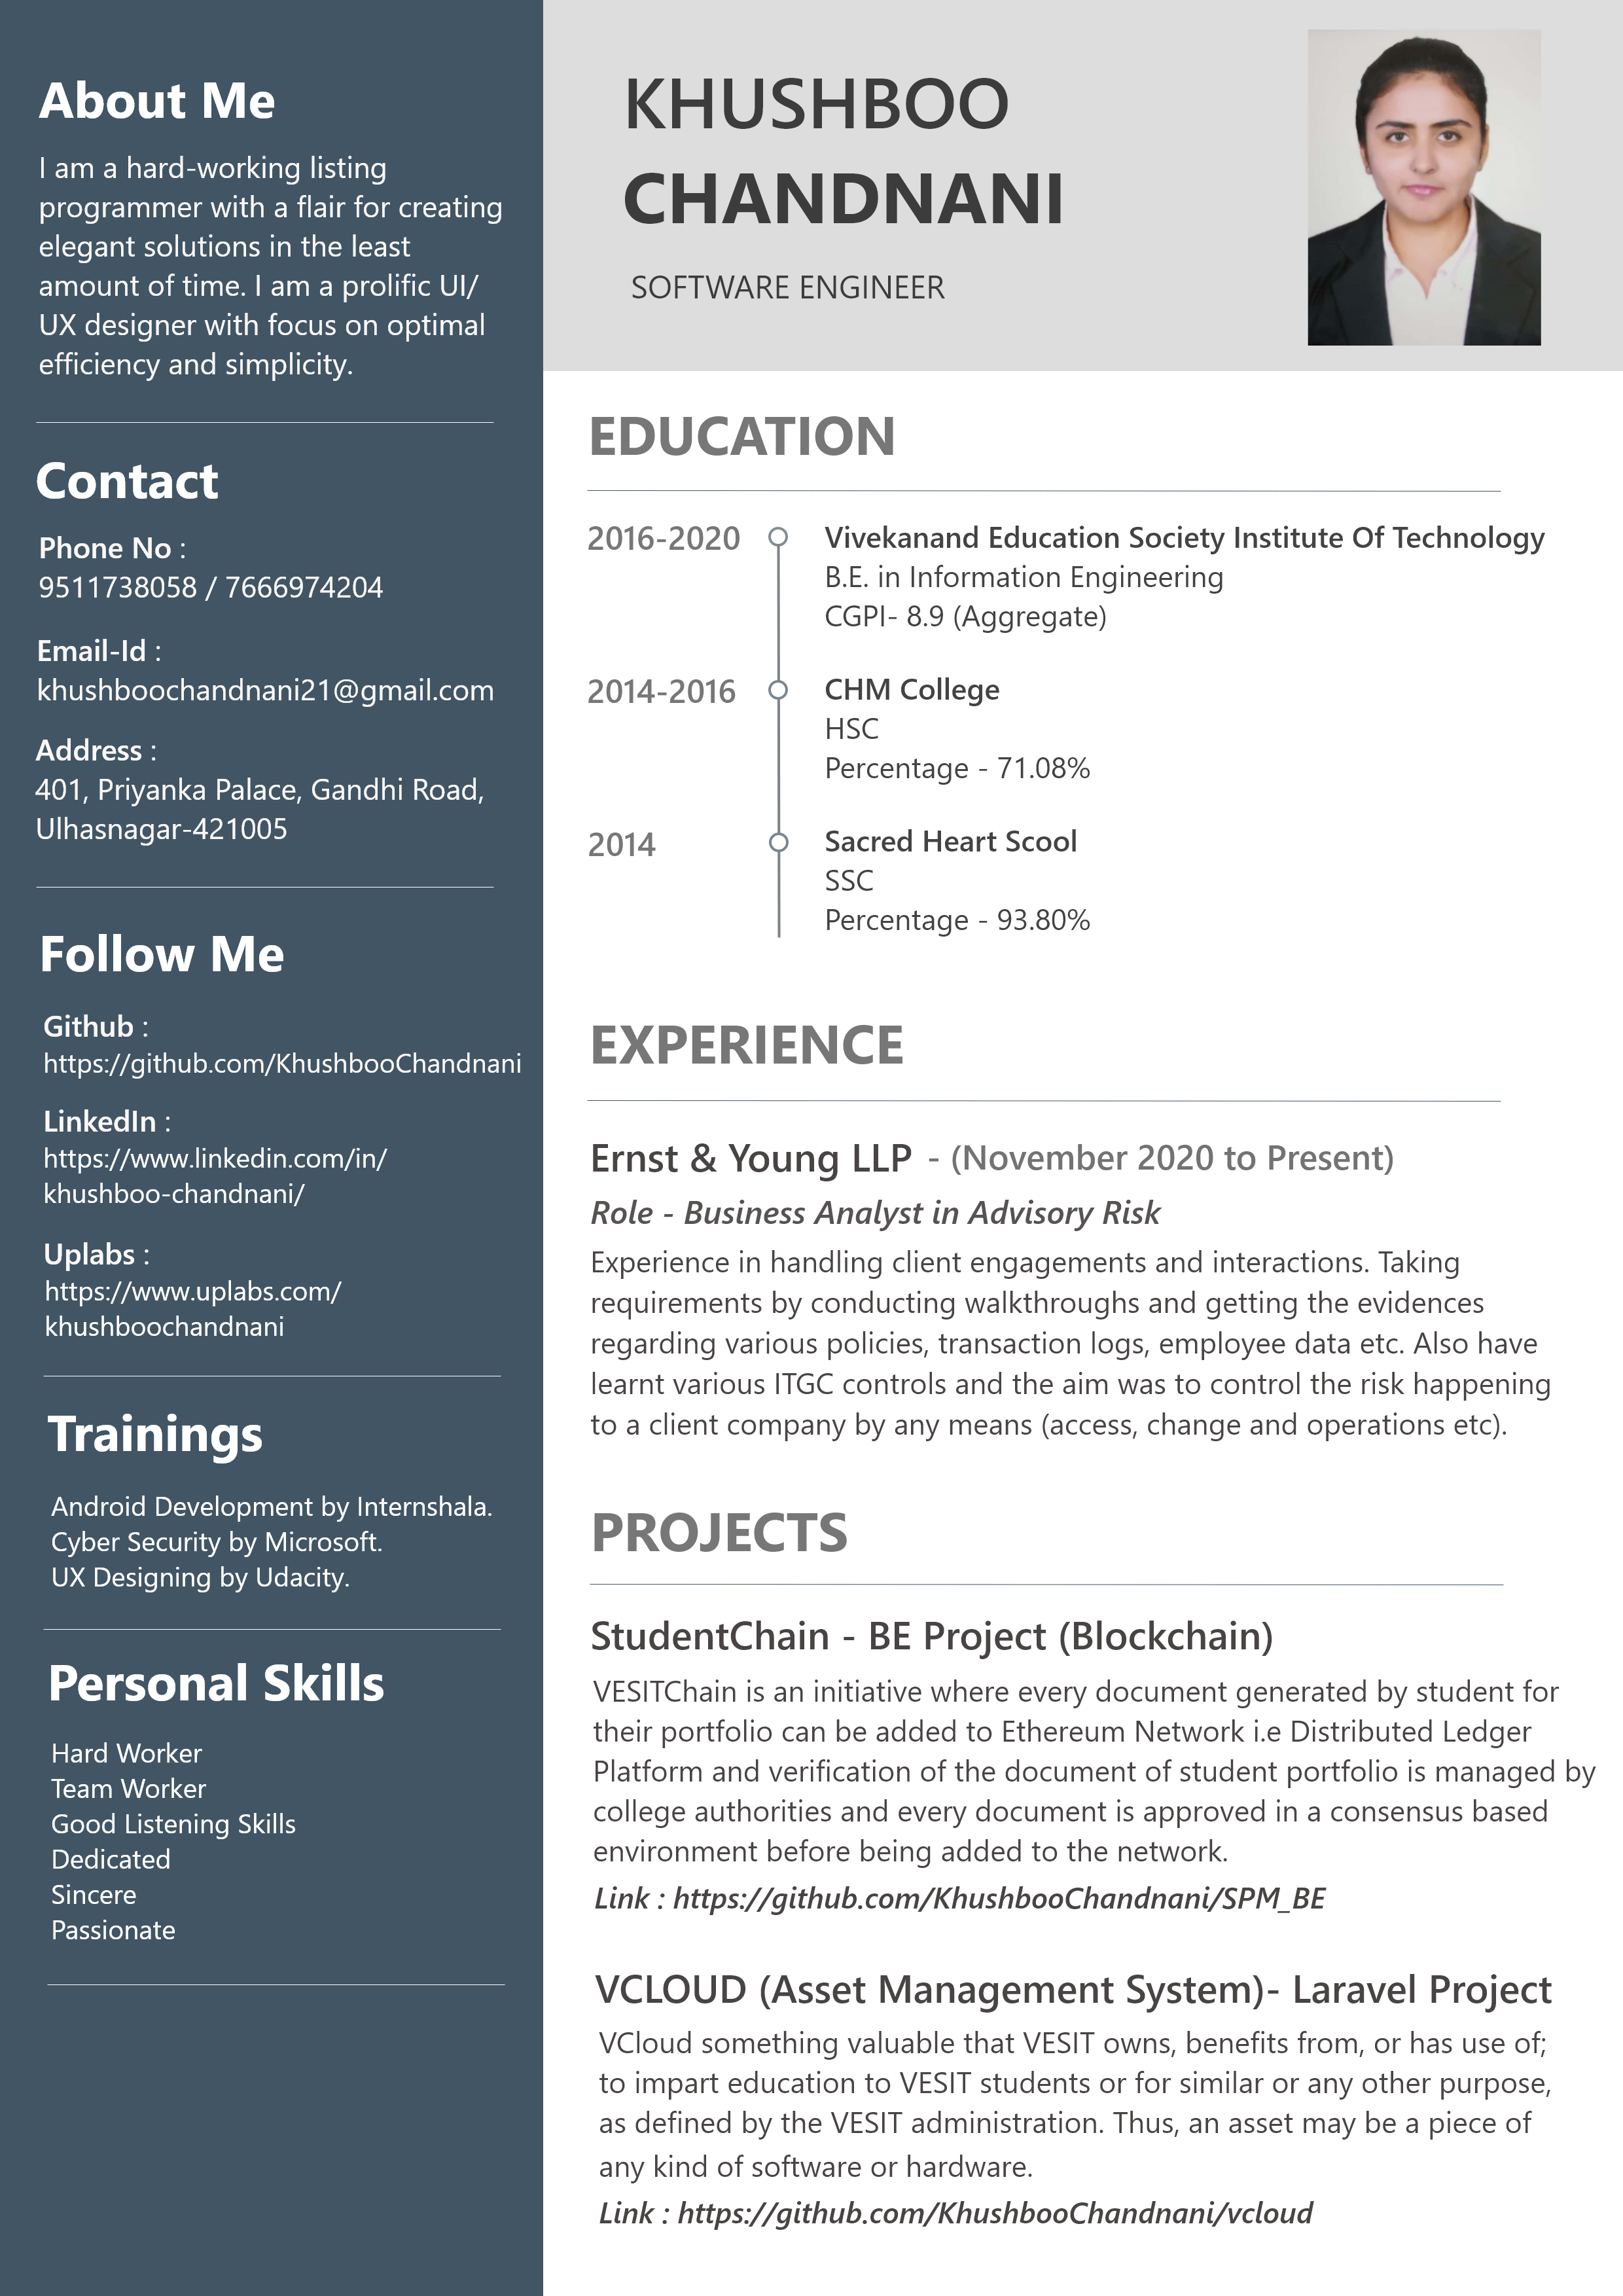 About Me
I am a hard-working listing
programmer with a flair for creating
elegant solutions in the least
amount of time. I am a prolific UI/
UX designer with focus on optimal
efficiency and simplicity.
Contact
Phone No :
9511738058 / 7666974204
Email-Id :
khushboochandnani21@gmail.com
Address :
401, Priyanka Palace, Gandhi Road,
Ulhasnagar-421005
Follow Me
Github :
https://github.com/KhushbooChandnani
LinkedIn :
https://www.linkedin.com/in/
khushboo-chandnani/
Uplabs :
https://www.uplabs.com/
khushboochandnani
Trainings
Android Development by Internshala.
Cyber Security by Microsoft.
UX Designing by Udacity.
Personal Skills
Hard Worker
Team Worker
Good Listening Skills
Dedicated
Sincere
Passionate
KHUSHBOO
CHANDNANI
SOFTWARE ENGINEER
EDUCATION
2016-2020 Vivekanand Education Society Institute Of Technology
B.E. in Information Engineering
CGPI- 8.9 (Aggregate)
2014-2016 CHM College
HSC
Percentage - 71.08%
2014 Sacred Heart Scool
SSC
Percentage - 93.80%
EXPERIENCE
Ernst & Young LLP - (November 2020 to Present)
Role - Business Analyst in Advisory Risk
Experience in handling client engagements and interactions. Taking
requirements by conducting walkthroughs and getting the evidences
regarding various policies, transaction logs, employee data etc. Also have
learnt various ITGC controls and the aim was to control the risk happening
to a client company by any means (access, change and operations etc).
PROJECTS
StudentChain - BE Project (Blockchain)
VESITChain is an initiative where every document generated by student for
their portfolio can be added to Ethereum Network i.e Distributed Ledger
Platform and verification of the document of student portfolio is managed by
college authorities and every document is approved in a consensus based
environment before being added to the network.
Link : https://github.com/KhushbooChandnani/SPM_BE
VCLOUD (Asset Management System)- Laravel Project
VCloud something valuable that VESIT owns, benefits from, or has use of;
to impart education to VESIT students or for similar or any other purpose,
as defined by the VESIT administration. Thus, an asset may be a piece of
any kind of software or hardware.
Link : https://github.com/KhushbooChandnani/vcloud